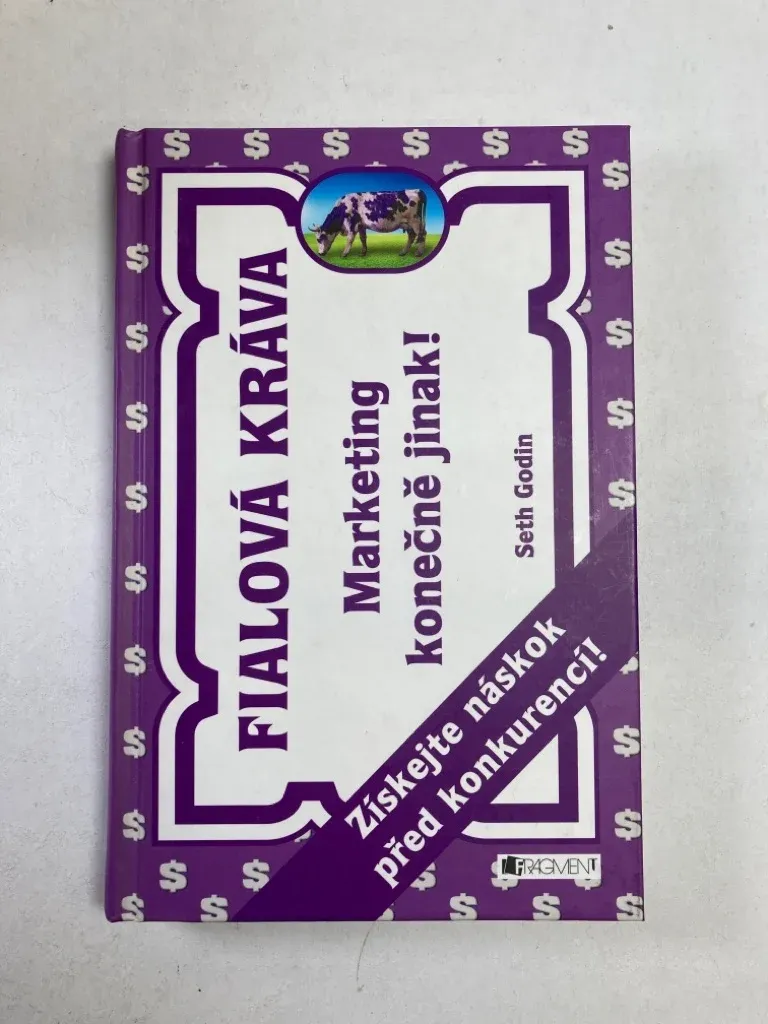 FIALOVÁ KRÁVA
Marketing
konečně jinak!
Seth Godin
Získejte náskok
před konkurencí!
FRAGMENT